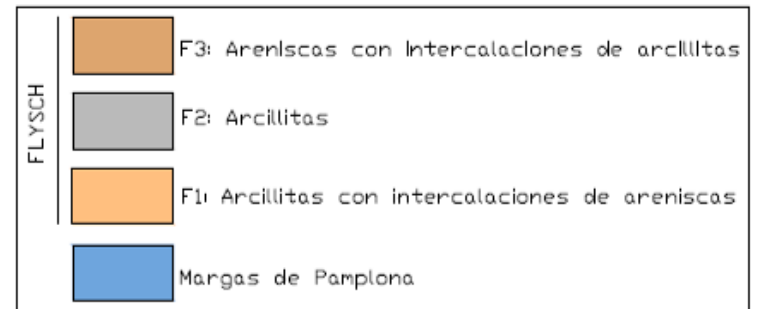 FLYSCH
F3: Areniscas con intercalaciones de arcillitas
F2: Arcillitas
F1: Arcillitas con intercalaciones de areniscas
Margas de Pamplona